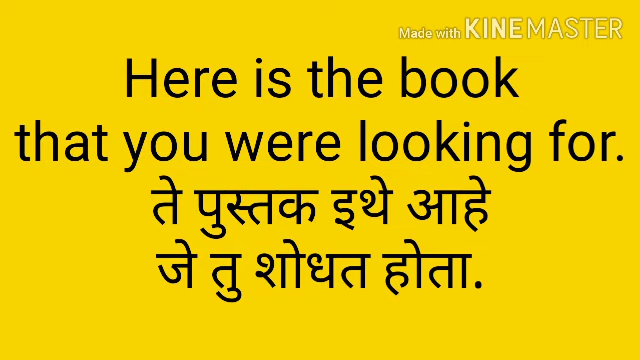 Made with KINEMASTER
Here is the book
that you were looking for.
ते पुस्तक इथे आहे
जे तु शोधत होता.